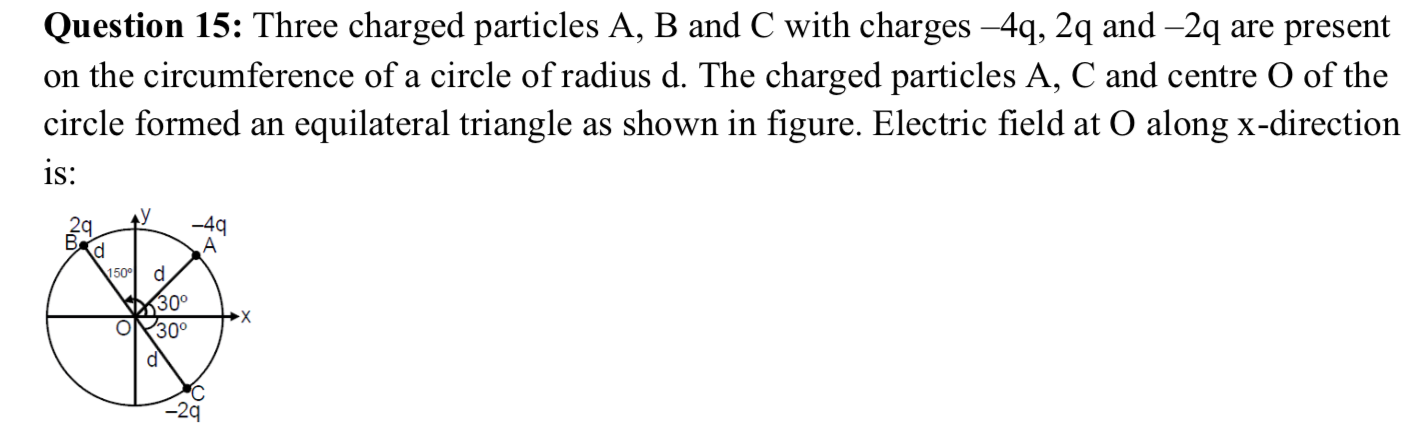 Question 15: Three charged particles A, B and C with charges –4q, 2q and –2q are present
on the circumference of a circle of radius d. The charged particles A, C and centre O of the
circle formed an equilateral triangle as shown in figure. Electric field at O along x-direction
is:
y
2q
–4q
B
A
d
150°
d
30°
x
O
30°
d
C
–2q